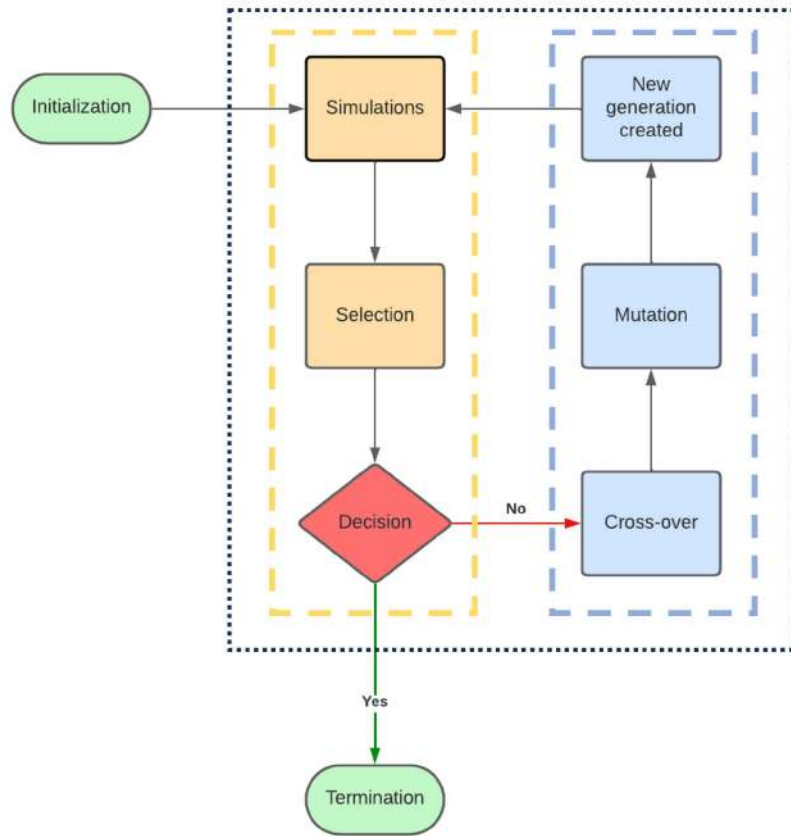 Initialization
Simulations
New
generation
created
Selection
Mutation
Decision
No
Cross-over
Yes
Termination